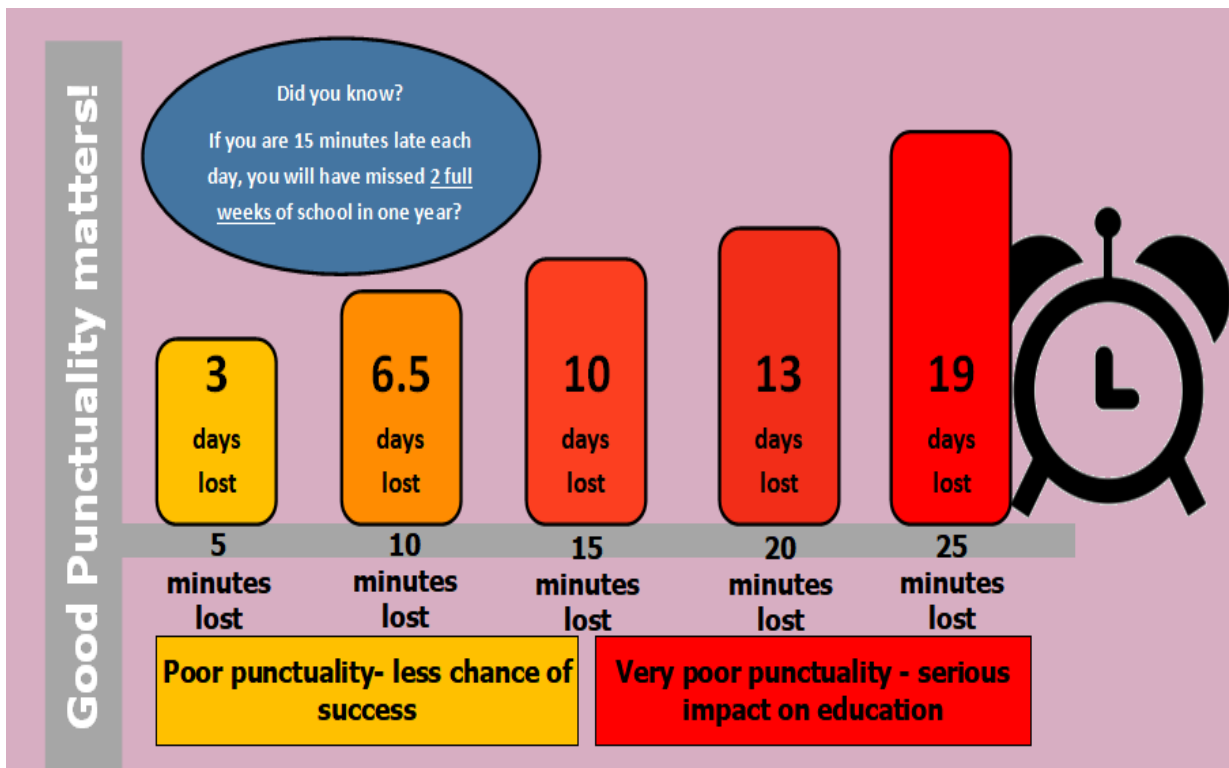 Good Punctuality matters!
Did you know?
If you are 15 minutes late each
day, you will have missed 2 full
weeks of school in one year?
3
days
lost
6.5
days
lost
10
days
lost
13
days
lost
19
days
lost
5
minutes
lost
10
minutes
lost
15
minutes
lost
20
minutes
lost
25
minutes
lost
Poor punctuality- less chance of
success
Very poor punctuality - serious
impact on education